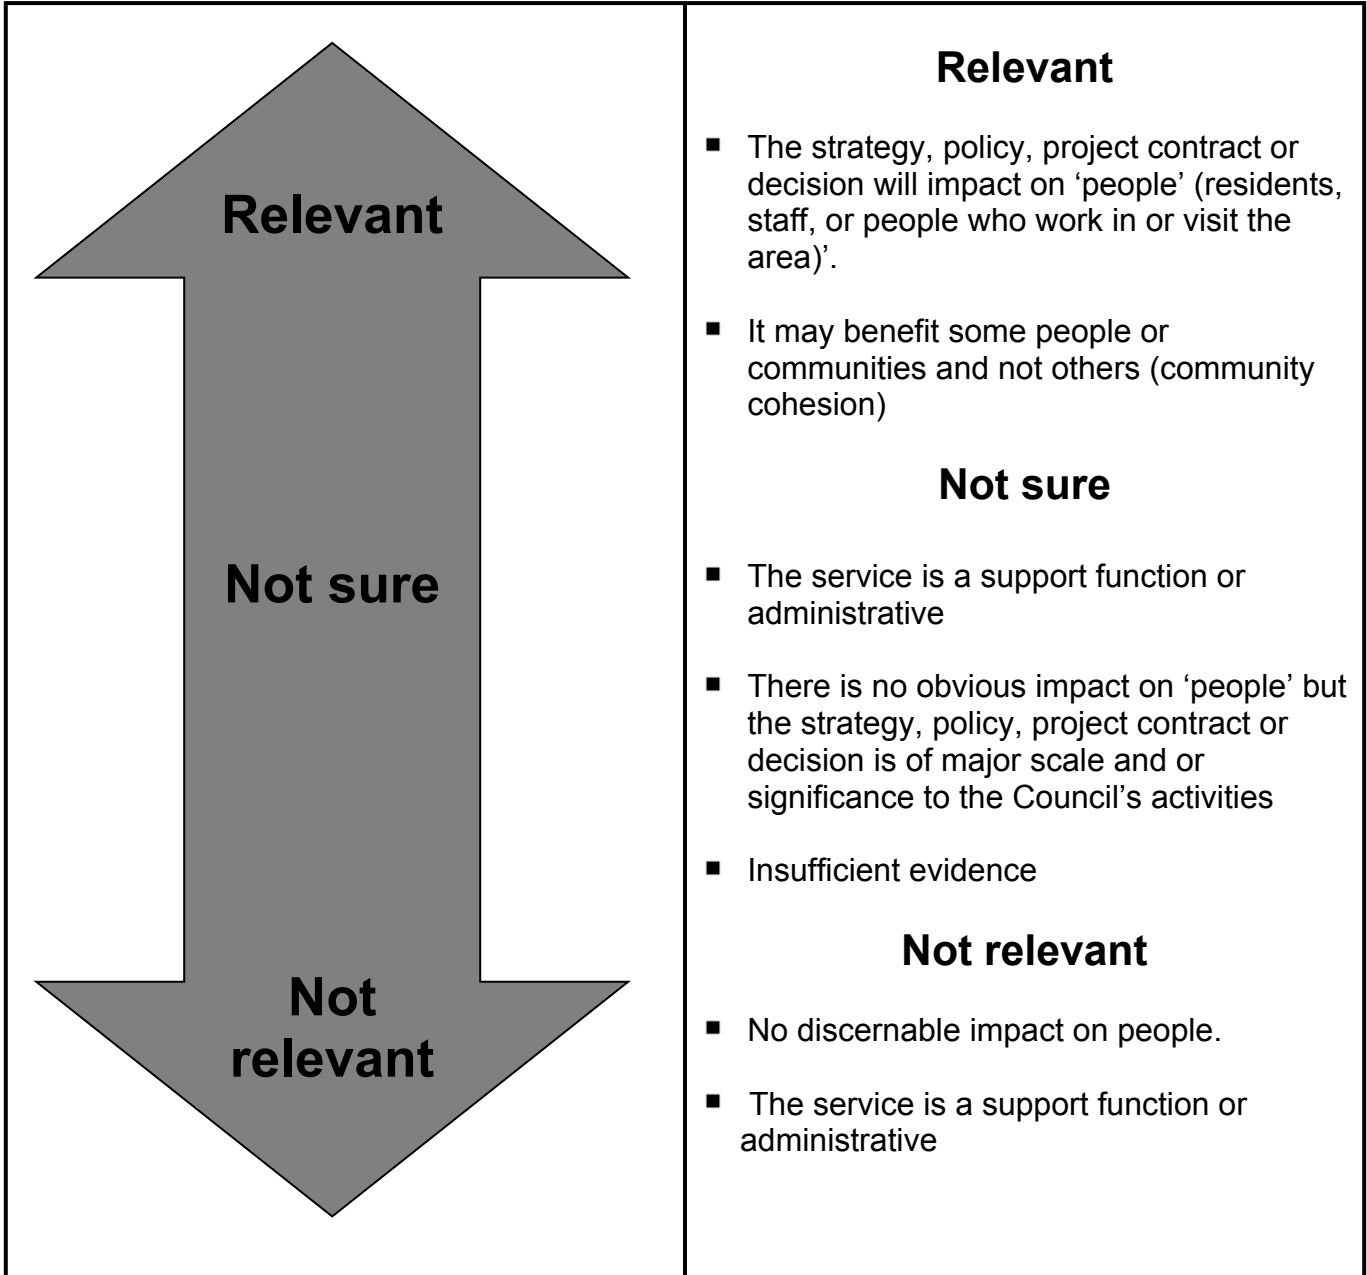 Relevant
Not sure
Not
relevant
Relevant
■ The strategy, policy, project contract or
decision will impact on ‘people’ (residents,
staff, or people who work in or visit the
area)’.
■ It may benefit some people or
communities and not others (community
cohesion)
Not sure
■ The service is a support function or
administrative
■ There is no obvious impact on ‘people’ but
the strategy, policy, project contract or
decision is of major scale and or
significance to the Council’s activities
■ Insufficient evidence
Not relevant
■ No discernable impact on people.
■ The service is a support function or
administrative